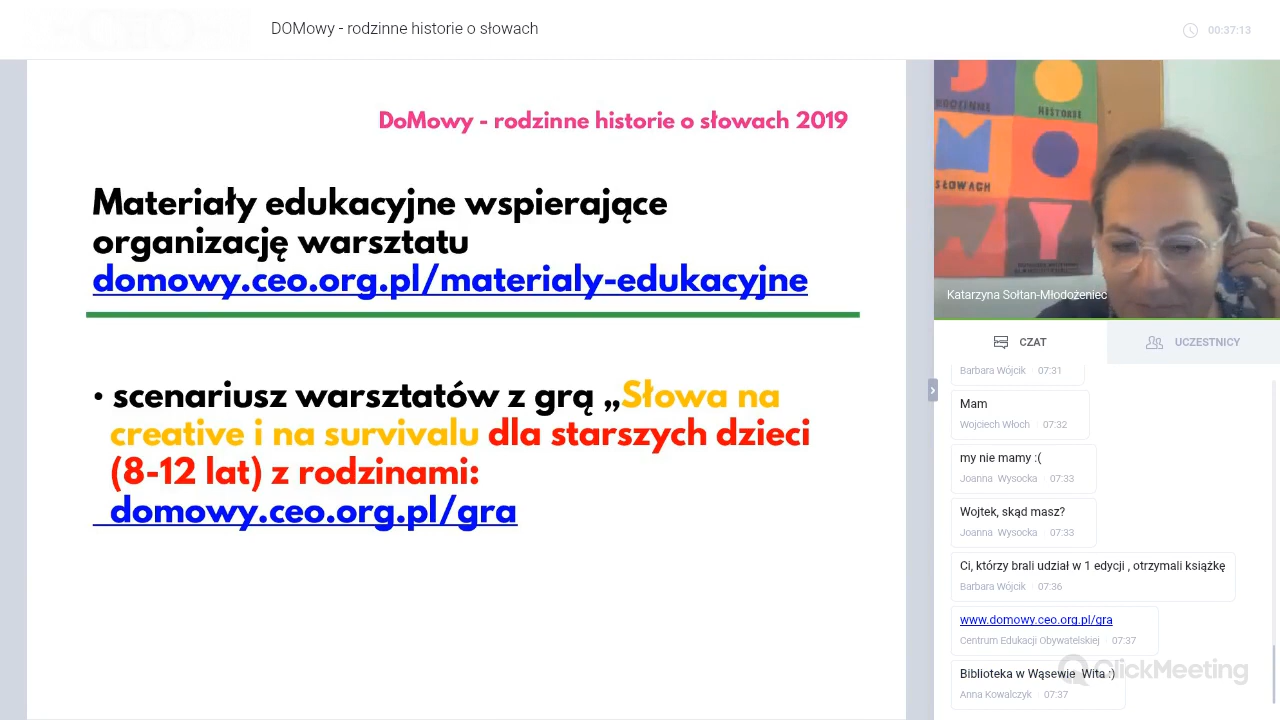 DOMowy - rodzinne historie o słowach
00:37:13
DoMowy - rodzinne historie o słowach 2019
Materiały edukacyjne wspierające
organizację warsztatu
domowy.ceo.org.pl/materialy-edukacyjne
• scenariusz warsztatów z grą „Słowa na
creative i na survivalu dla starszych dzieci
(8-12 lat) z rodzinami:
domowy.ceo.org.pl/gra
RODZINNE
HISTORIE
MO
SŁOWACH
WY
Katarzyna Sołtan-Młodożeniec
CZAT
UCZESTNICY
Barbara Wójcik 07:31
Mam
Wojciech Włoch 07:32
my nie mamy :(
Joanna Wysocka 07:33
Wojtek, skąd masz?
Joanna Wysocka 07:33
Ci, którzy brali udział w 1 edycji , otrzymali książkę
Barbara Wójcik 07:36
www.domowy.ceo.org.pl/gra
Centrum Edukacji Obywatelskiej 07:37
Biblioteka w Wąsewie Wita :)
Anna Kowalczyk 07:37
ClickMeeting